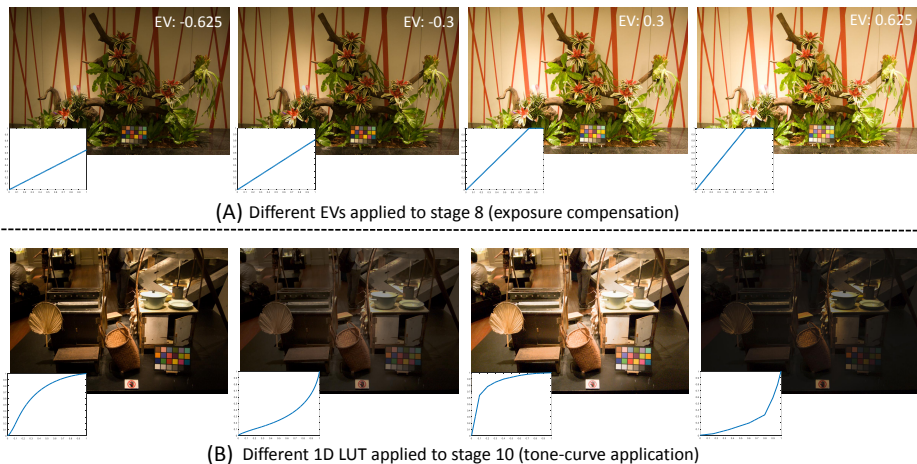 EV: -0.625
EV: -0.3
EV: 0.3
EV: 0.625
(A) Different EVs applied to stage 8 (exposure compensation)
(B) Different 1D LUT applied to stage 10 (tone-curve application)